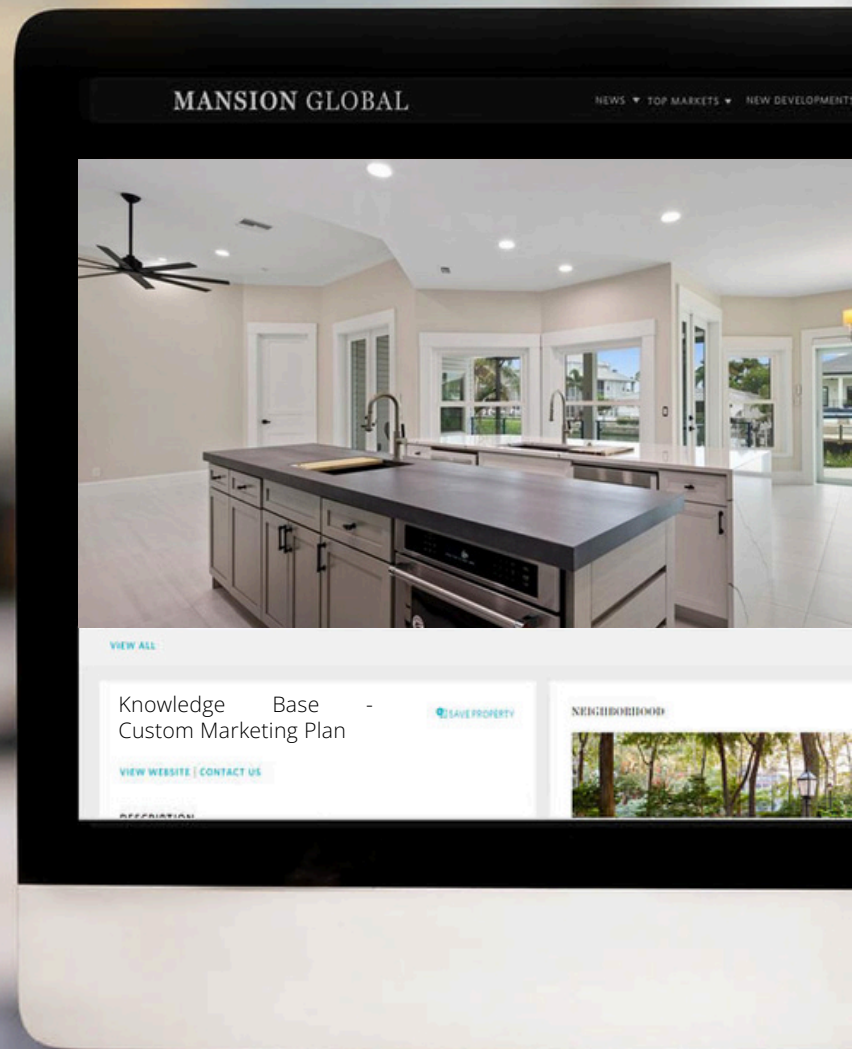 MANSION GLOBAL
NEWS TOP MARKETS NEW DEVELOPMENTS
VIEW ALL
Knowledge Base -
Custom Marketing Plan
SAVE PROPERTY
VIEW WEBSITE | CONTACT US
DESCRIPTION
NEIGHBORHOOD